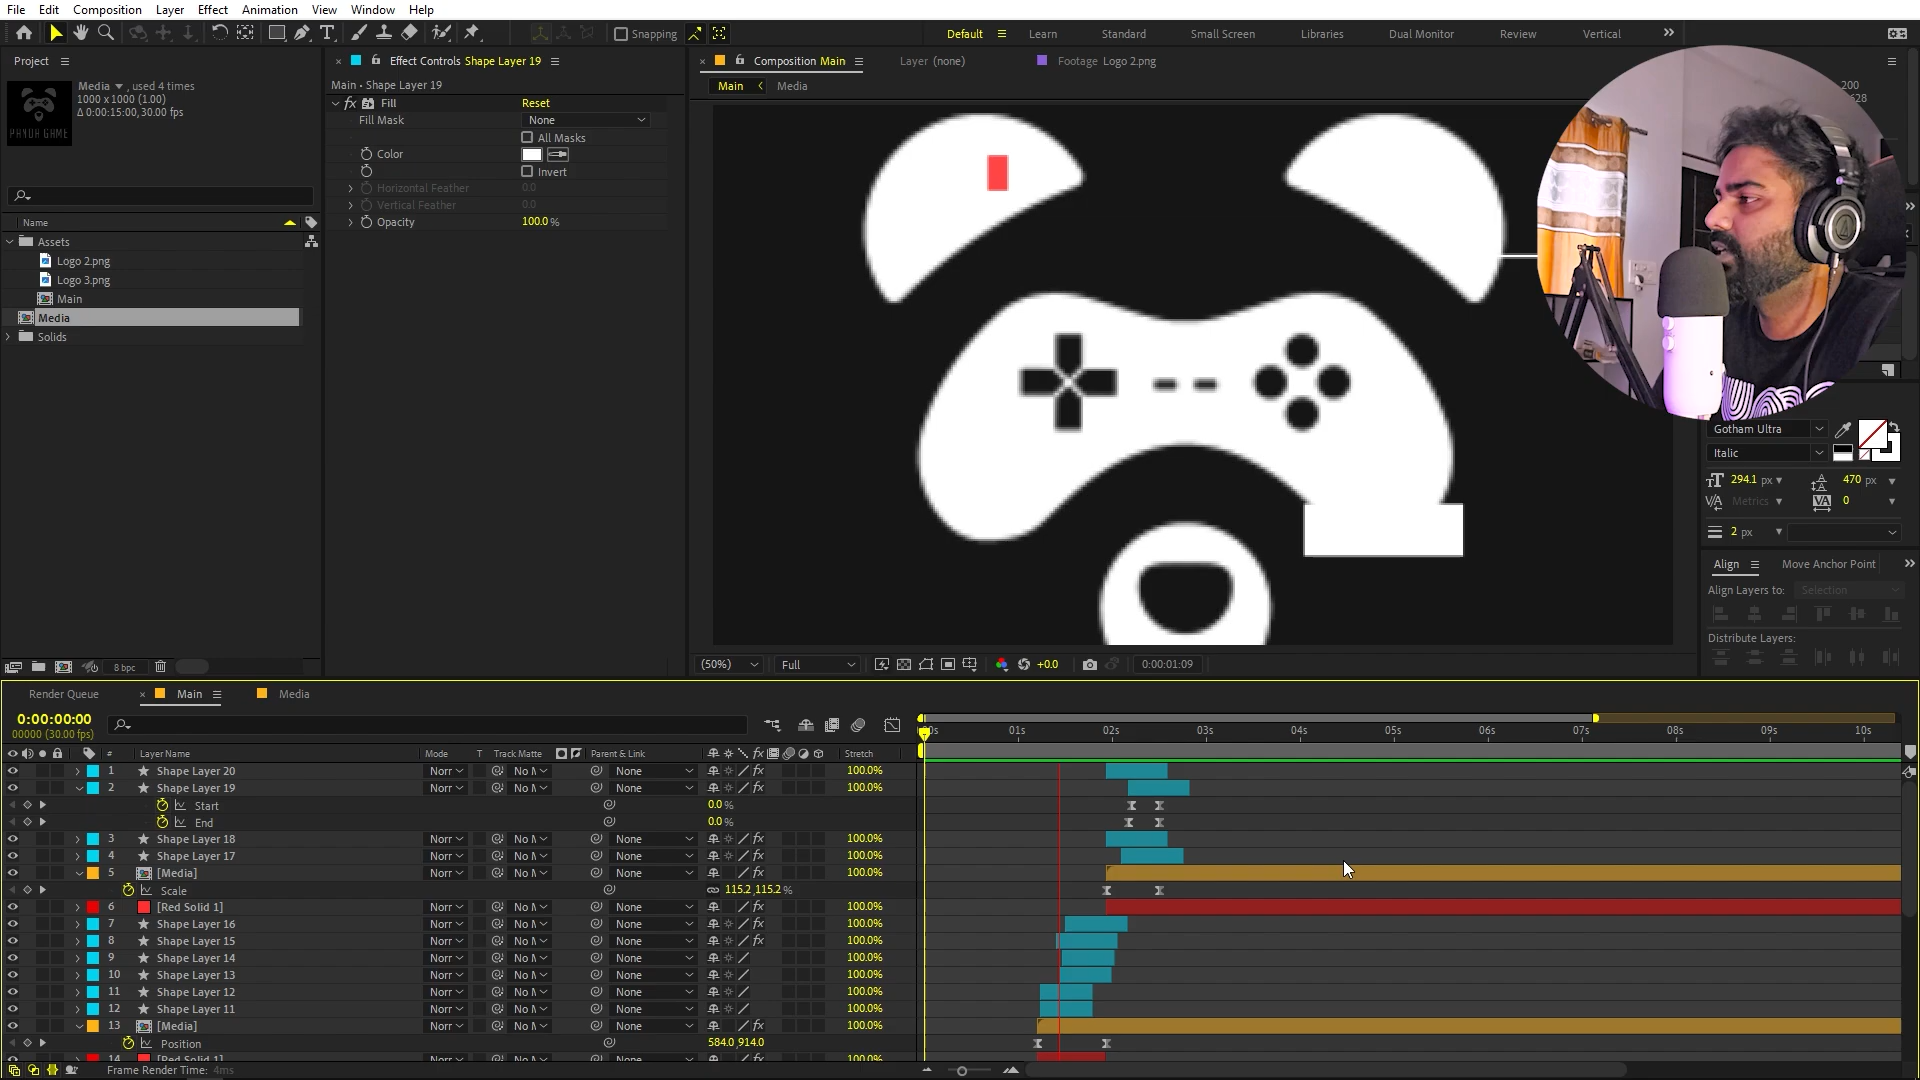 File Edit Composition Layer Effect Animation View Window Help
Snapping
Default Learn Standard Small Screen Libraries Dual Monitor Review Vertical
Project
Media , used 4 times
1000 x 1000 (1.00)
Δ 0:00:15:00, 30.00 fps
PANDA GAME
Name
Assets
Logo 2.png
Logo 3.png
Main
Media
Solids
8 bpc
Effect Controls Shape Layer 19
Main • Shape Layer 19
fx Fill Reset
Fill Mask None
All Masks
Color
Invert
Horizontal Feather 0.0
Vertical Feather 0.0
Opacity 100.0 %
Composition Main Layer (none) Footage Logo 2.png
Main Media
(50%) Full +0.0 0:00:01:09
200
628
Gotham Ultra
Italic
294.1 px 470 px
Metrics 0
2 px
Align Move Anchor Point
Align Layers to: Selection
Distribute Layers:
Render Queue Main Media
0:00:00:00
00000 (30.00 fps)
# Layer Name Mode T Track Matte Parent & Link fx Stretch
01s 02s 03s 04s 05s 06s 07s 08s 09s 10s
1 Shape Layer 20 Norr No M None fx 100.0%
2 Shape Layer 19 Norr No M None fx 100.0%
Start 0.0 %
End 0.0 %
3 Shape Layer 18 Norr No M None fx 100.0%
4 Shape Layer 17 Norr No M None fx 100.0%
5 [Media] Norr No M None fx 100.0%
Scale 115.2 ,115.2 %
6 [Red Solid 1] Norr No M None 100.0%
7 Shape Layer 16 Norr No M None fx 100.0%
8 Shape Layer 15 Norr No M None fx 100.0%
9 Shape Layer 14 Norr No M None 100.0%
10 Shape Layer 13 Norr No M None 100.0%
11 Shape Layer 12 Norr No M None 100.0%
12 Shape Layer 11 Norr No M None 100.0%
13 [Media] Norr No M None fx 100.0%
Position 584.0 ,914.0
14 [Red Solid 1] Norr No M None 100.0%
Frame Render Time: 4ms